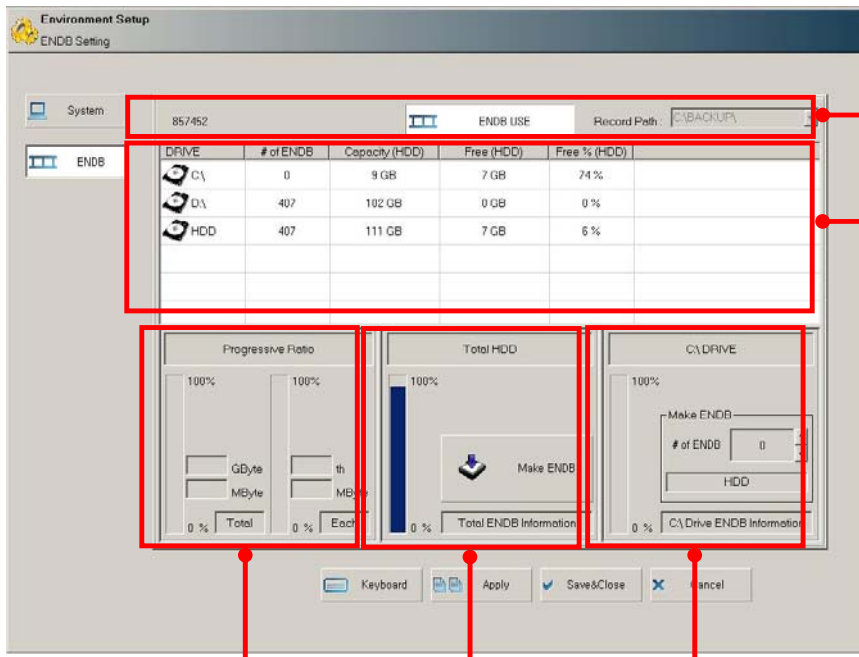 Environment Setup
ENDB Setting
System
ENDB
857452
ENDB USE
Record Path : C:\BACKUP\
DRIVE # of ENDB Capacity (HDD) Free (HDD) Free % (HDD)
C:\ 0 9 GB 7 GB 74 %
D:\ 407 102 GB 0 GB 0 %
HDD 407 111 GB 7 GB 6 %
Progressive Ratio
100% 100%
GByte th
MByte MByte
0 % Total 0 % Each
Total HDD
100%
Make ENDB
0 % Total ENDB Information
C:\ DRIVE
100%
Make ENDB
# of ENDB 0
HDD
0 % C:\ Drive ENDB Information
Keyboard Apply Save&Close Cancel